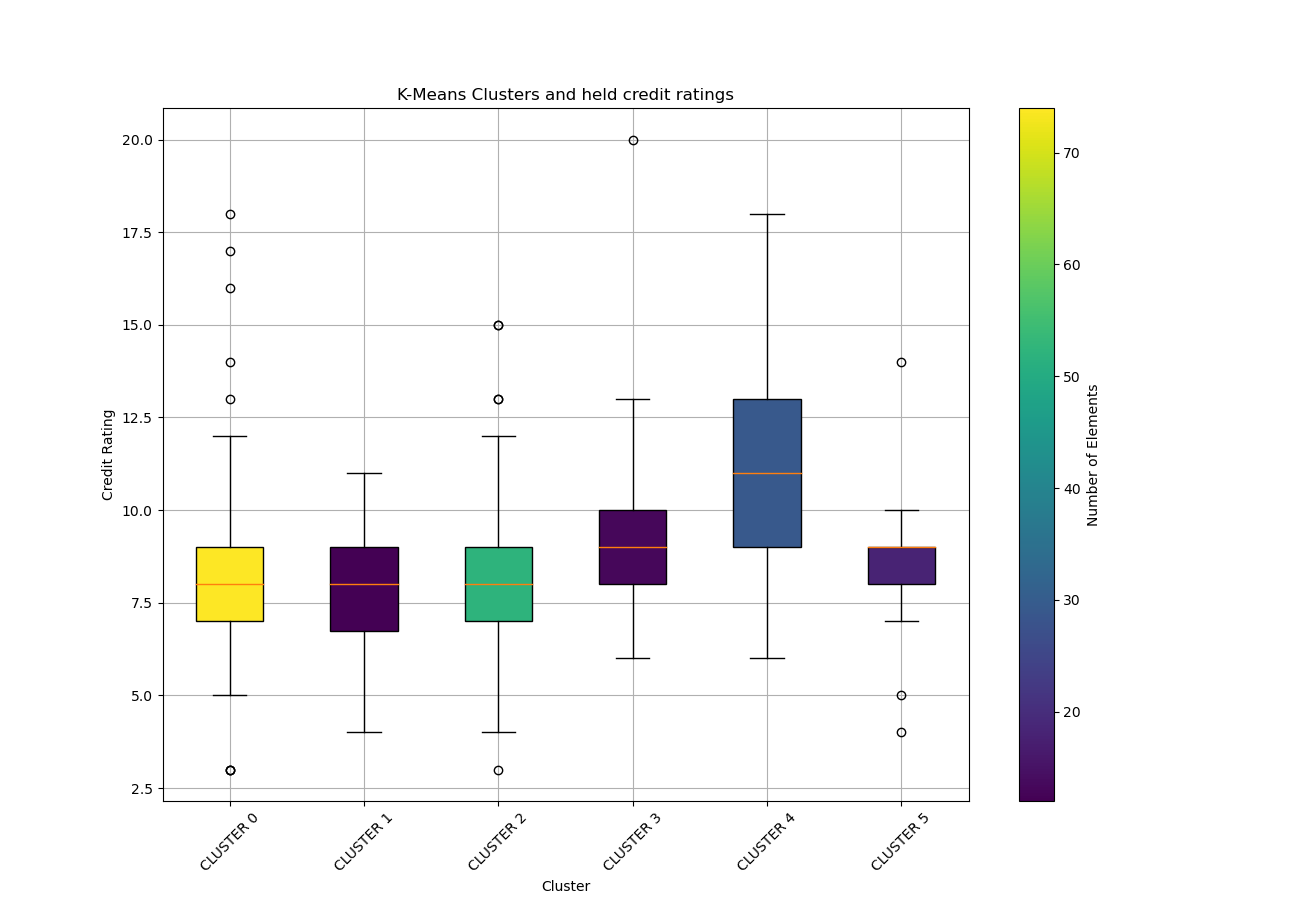 K-Means Clusters and held credit ratings
20.0
17.5
15.0
12.5
10.0
7.5
5.0
2.5
Credit Rating
CLUSTER 0
CLUSTER 1
CLUSTER 2
CLUSTER 3
CLUSTER 4
CLUSTER 5
Cluster
70
60
50
40
30
20
Number of Elements